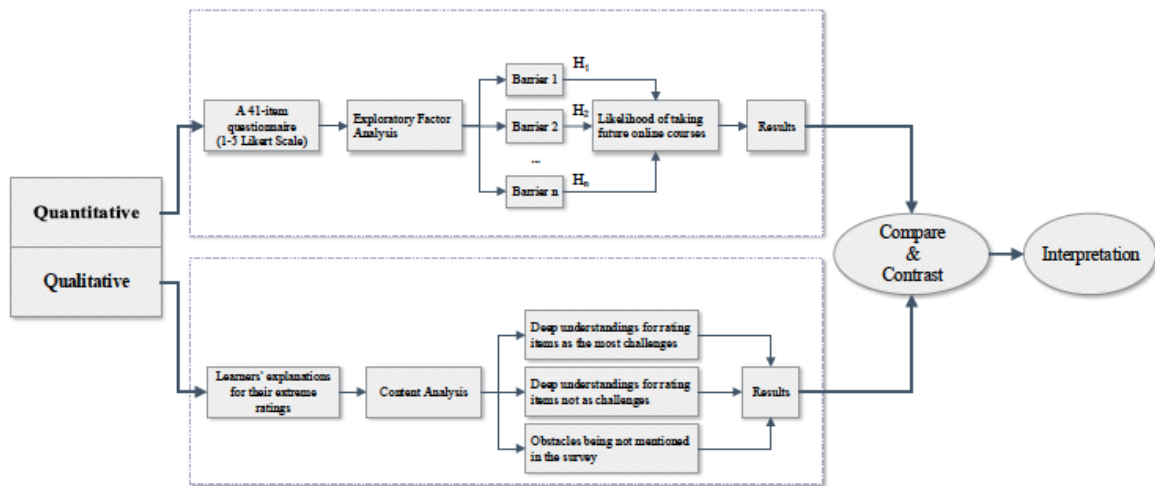 Quantitative
Qualitative
A 41-item
questionnaire
(1-5 Likert Scale)
Exploratory Factor
Analysis
Barrier 1
Barrier 2
...
Barrier n
H1
H2
Hn
Likelihood of taking
future online courses
Results
Learners' explanations
for their extreme
ratings
Content Analysis
Deep understandings for rating
items as the most challenges
Deep understandings for rating
items not as challenges
Obstacles being not mentioned
in the survey
Results
Compare
&
Contrast
Interpretation